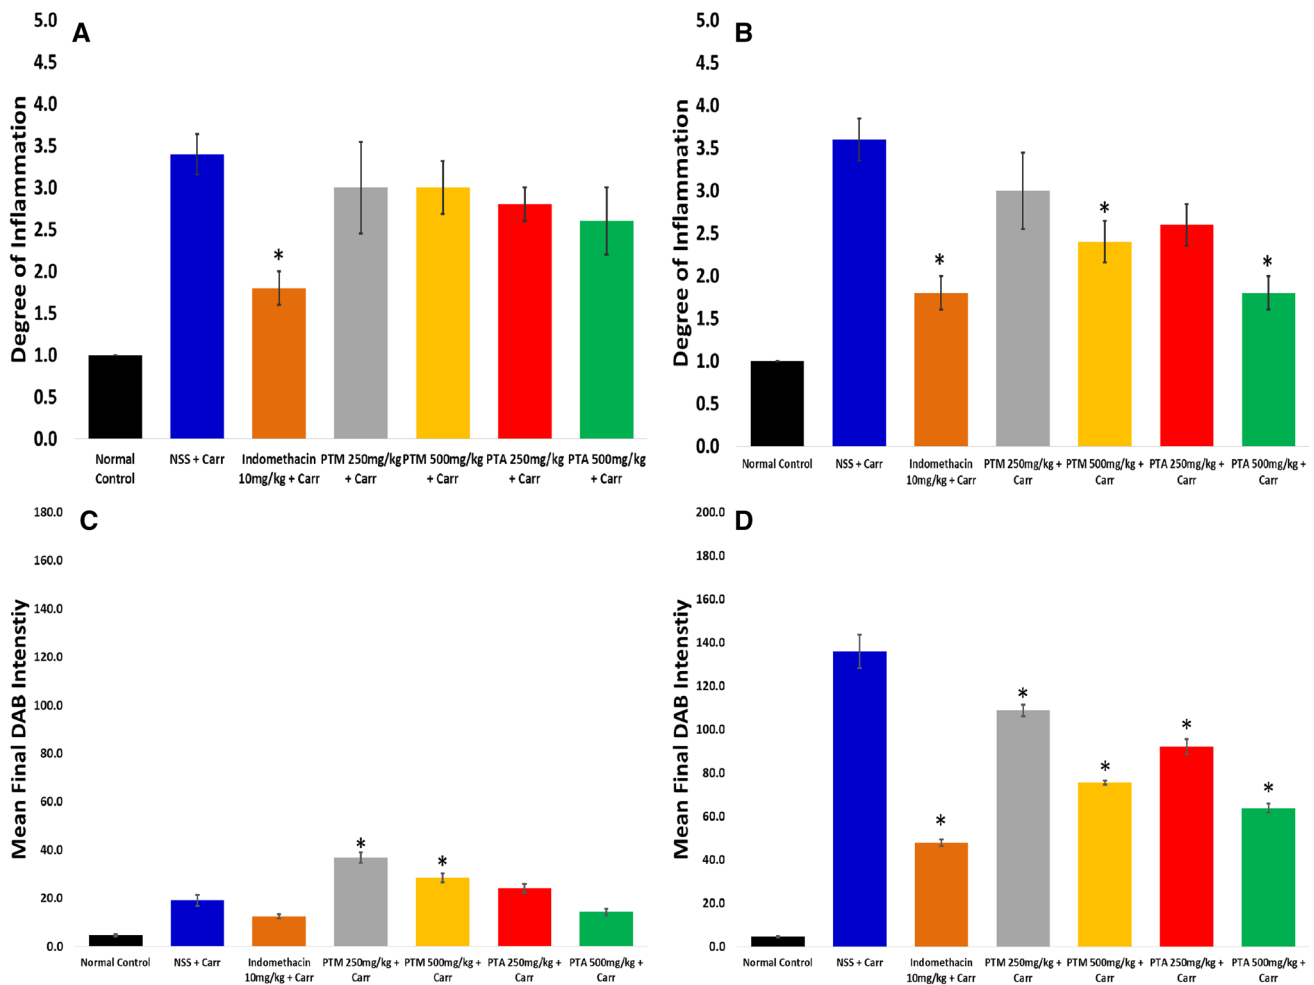 A
Degree of Inflammation
5.0
4.5
4.0
3.5
3.0
2.5
2.0
1.5
1.0
0.5
0.0
*
Normal
Control
NSS + Carr
Indomethacin
10mg/kg + Carr
PTM 250mg/kg
+ Carr
PTM 500mg/kg
+ Carr
PTA 250mg/kg
+ Carr
PTA 500mg/kg
+ Carr
B
Degree of Inflammation
5.0
4.5
4.0
3.5
3.0
2.5
2.0
1.5
1.0
0.5
0.0
*
*
*
Normal Control
NSS + Carr
Indomethacin
10mg/kg + Carr
PTM 250mg/kg +
Carr
PTM 500mg/kg +
Carr
PTA 250mg/kg +
Carr
PTA 500mg/kg +
Carr
C
Mean Final DAB Intenstiy
180.0
160.0
140.0
120.0
100.0
80.0
60.0
40.0
20.0
0.0
*
*
Normal Control
NSS + Carr
Indomethacin
10mg/kg + Carr
PTM 250mg/kg +
Carr
PTM 500mg/kg +
Carr
PTA 250mg/kg +
Carr
PTA 500mg/kg +
Carr
D
Mean Final DAB Intenstiy
200.0
180.0
160.0
140.0
120.0
100.0
80.0
60.0
40.0
20.0
0.0
*
*
*
*
*
Normal Control
NSS + Carr
Indomethacin
10mg/kg + Carr
PTM 250mg/kg +
Carr
PTM 500mg/kg +
Carr
PTA 250mg/kg +
Carr
PTA 500mg/kg +
Carr